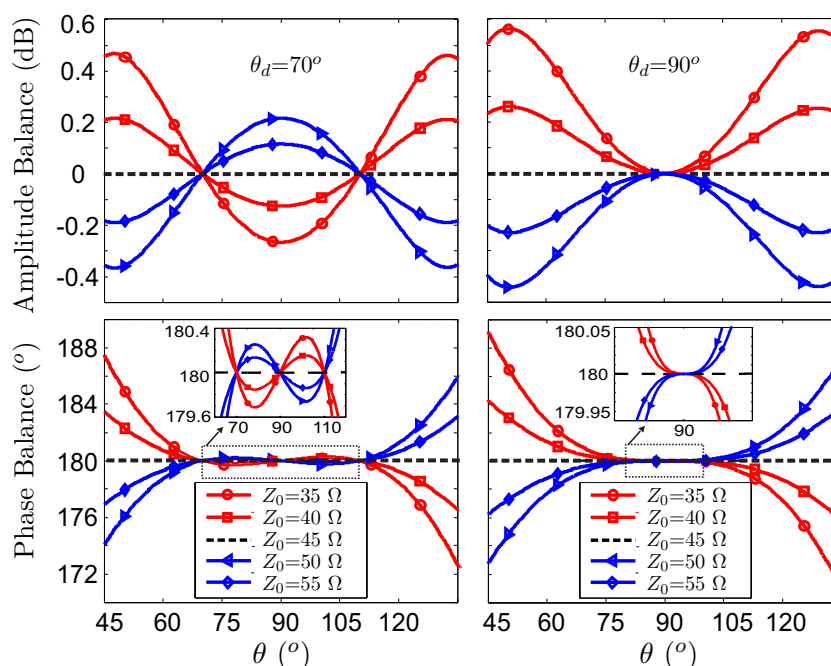 Amplitude Balance (dB)
0.6
0.4
0.2
0
-0.2
-0.4
θd=70°
θd=90°
Phase Balance (°)
188
184
180
176
172
180.4
180
179.6
70 90 110
180.05
180
179.95
90
Z0=35 Ω
Z0=40 Ω
Z0=45 Ω
Z0=50 Ω
Z0=55 Ω
Z0=35 Ω
Z0=40 Ω
Z0=45 Ω
Z0=50 Ω
Z0=55 Ω
45 60 75 90 105 120
45 60 75 90 105 120
θ (°)
θ (°)